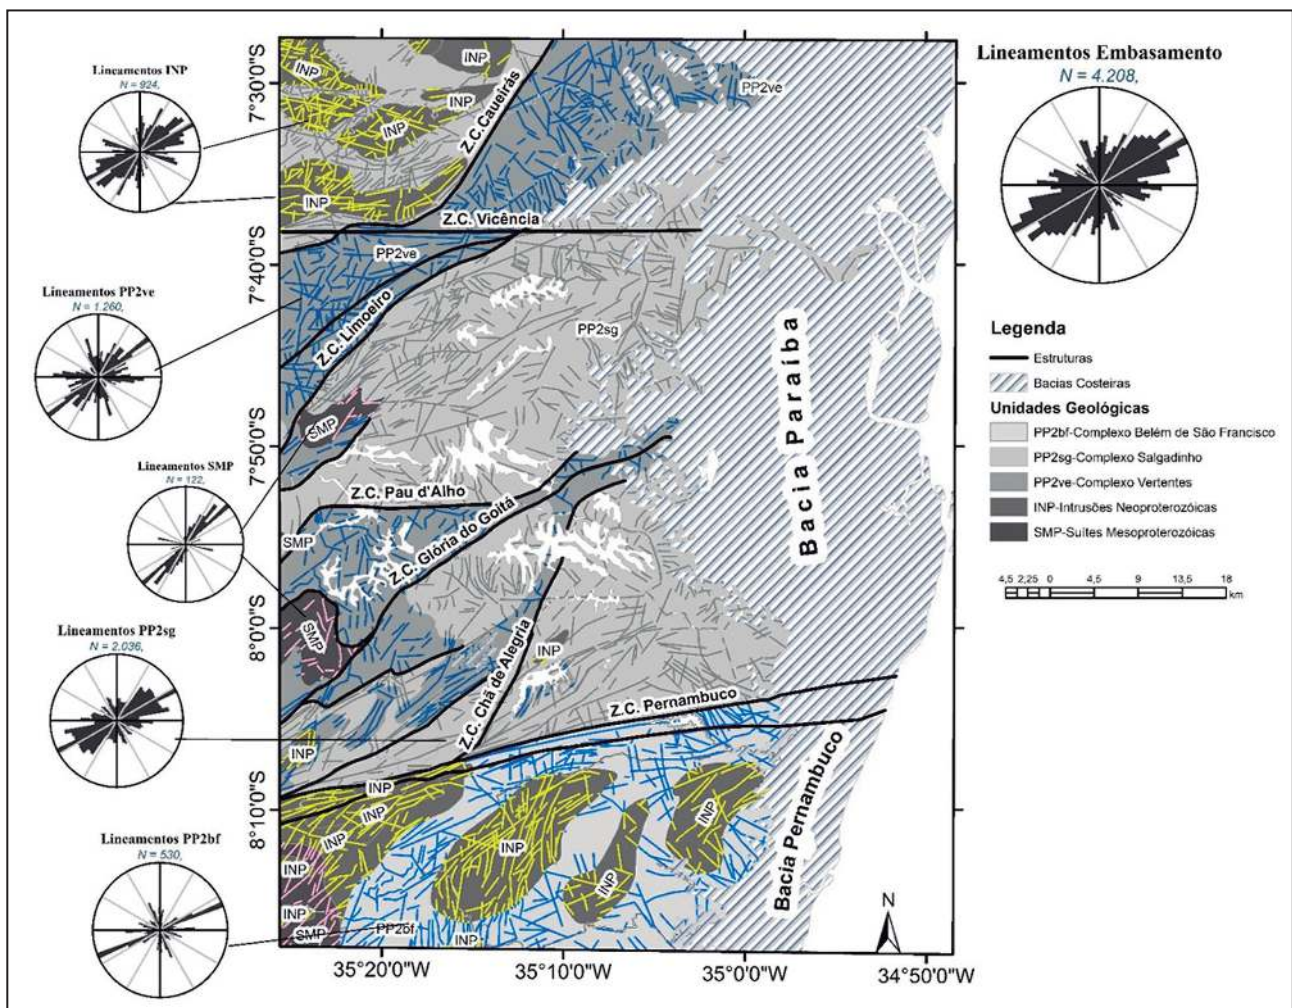 Lineamentos INP
N = 924,
Lineamentos PP2ve
N = 1.260,
Lineamentos SMP
N = 122,
Lineamentos PP2sg
N = 2.036,
Lineamentos PP2bf
N = 530,
7°30'0"S
7°40'0"S
7°50'0"S
8°0'0"S
8°10'0"S
INP
INP
INP
INP
INP
Z.C.Caueirás
PP2ve
Z.C. Vicência
PP2ve
Z.C. Limoeiro
PP2sg
SMP
Z.C. Pau d'Alho
SMP
Z.C. Glória do Goitá
SMP
INP
Z.C. Chã de Alegria
Z.C. Pernambuco
INP
INP
INP
INP
INP
INP
INP
INP
INP
INP
SMP
PP2bf
INP
Bacia Paraíba
Bacia Pernambuco
N
35°20'0"W
35°10'0"W
35°0'0"W
34°50'0"W
Lineamentos Embasamento
N = 4.208,
Legenda
Estruturas
Bacias Costeiras
Unidades Geológicas
PP2bf-Complexo Belém de São Francisco
PP2sg-Complexo Salgadinho
PP2ve-Complexo Vertentes
INP-Intrusões Neoproterozóicas
SMP-Suítes Mesoproterozóicas
4,5 2,25 0 4,5 9 13,5 18
km